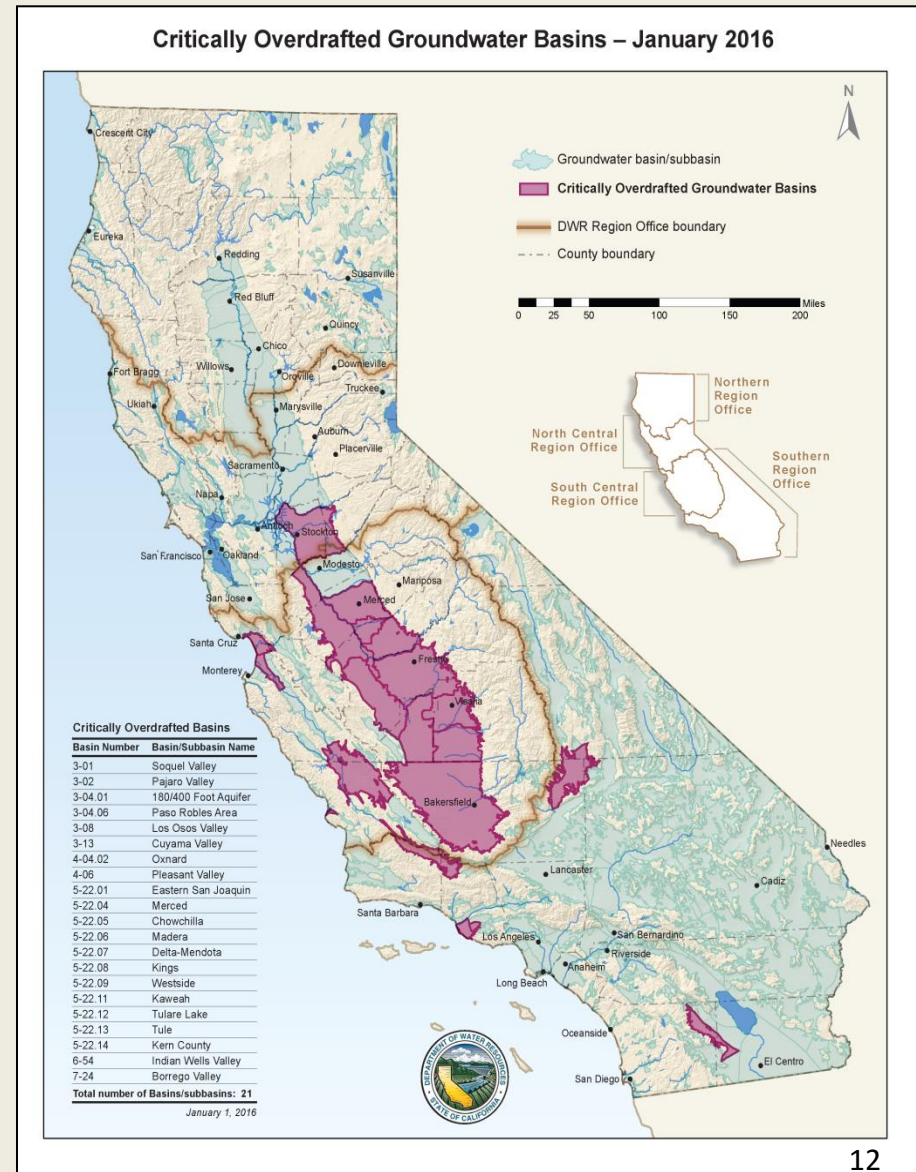 Critically Overdrafted Groundwater Basins – January 2016
N
Groundwater basin/subbasin
Critically Overdrafted Groundwater Basins
DWR Region Office boundary
County boundary
Miles
0 25 50 100 150 200
Northern
Region
Office
North Central
Region Office
South Central
Region Office
Southern
Region
Office
Crescent City
Eureka
Redding
Susanville
Red Bluff
Quincy
Chico
Willows
Oroville
Downieville
Fort Bragg
Truckee
Ukiah
Marysville
Auburn
Placerville
Sacramento
Napa
Antioch
Stockton
San Francisco
Oakland
Modesto
Mariposa
San Jose
Merced
Santa Cruz
Fresno
Monterey
Visalia
Bakersfield
Needles
Lancaster
Cadiz
Santa Barbara
Los Angeles
San Bernardino
Riverside
Anaheim
Long Beach
Oceanside
El Centro
San Diego
Critically Overdrafted Basins
Basin Number Basin/Subbasin Name
3-01 Soquel Valley
3-02 Pajaro Valley
3-04.01 180/400 Foot Aquifer
3-04.06 Paso Robles Area
3-08 Los Osos Valley
3-13 Cuyama Valley
4-04.02 Oxnard
4-06 Pleasant Valley
5-22.01 Eastern San Joaquin
5-22.04 Merced
5-22.05 Chowchilla
5-22.06 Madera
5-22.07 Delta-Mendota
5-22.08 Kings
5-22.09 Westside
5-22.11 Kaweah
5-22.12 Tulare Lake
5-22.13 Tule
5-22.14 Kern County
6-54 Indian Wells Valley
7-24 Borrego Valley
Total number of Basins/subbasins: 21
January 1, 2016
DEPARTMENT OF WATER RESOURCES
STATE OF CALIFORNIA
12